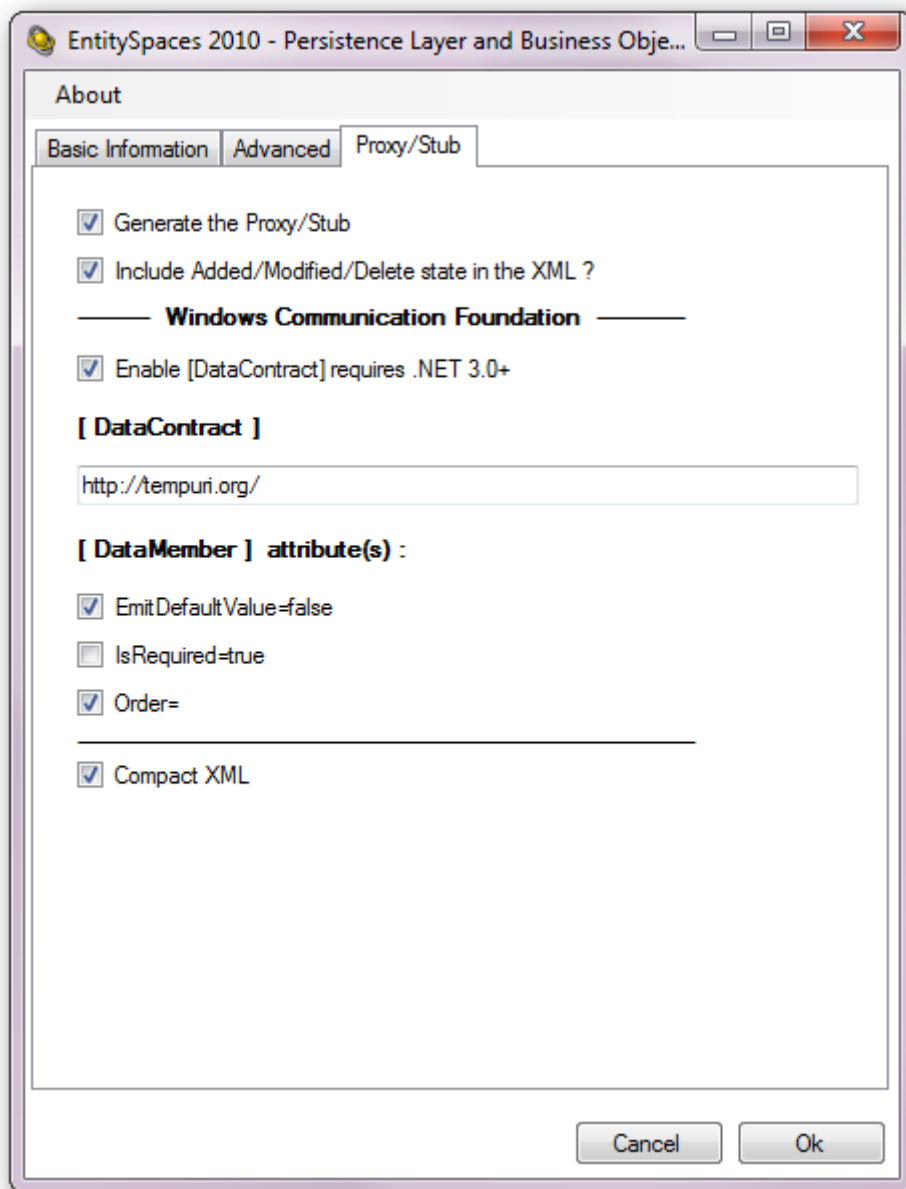 EntitySpaces 2010 - Persistence Layer and Business Obje...
About
Basic Information Advanced Proxy/Stub
Generate the Proxy/Stub
Include Added/Modified/Delete state in the XML ?
Windows Communication Foundation
Enable [DataContract] requires .NET 3.0+
[ DataContract ]
http://tempuri.org/
[ DataMember ] attribute(s) :
EmitDefaultValue=false
IsRequired=true
Order=
Compact XML
Cancel Ok